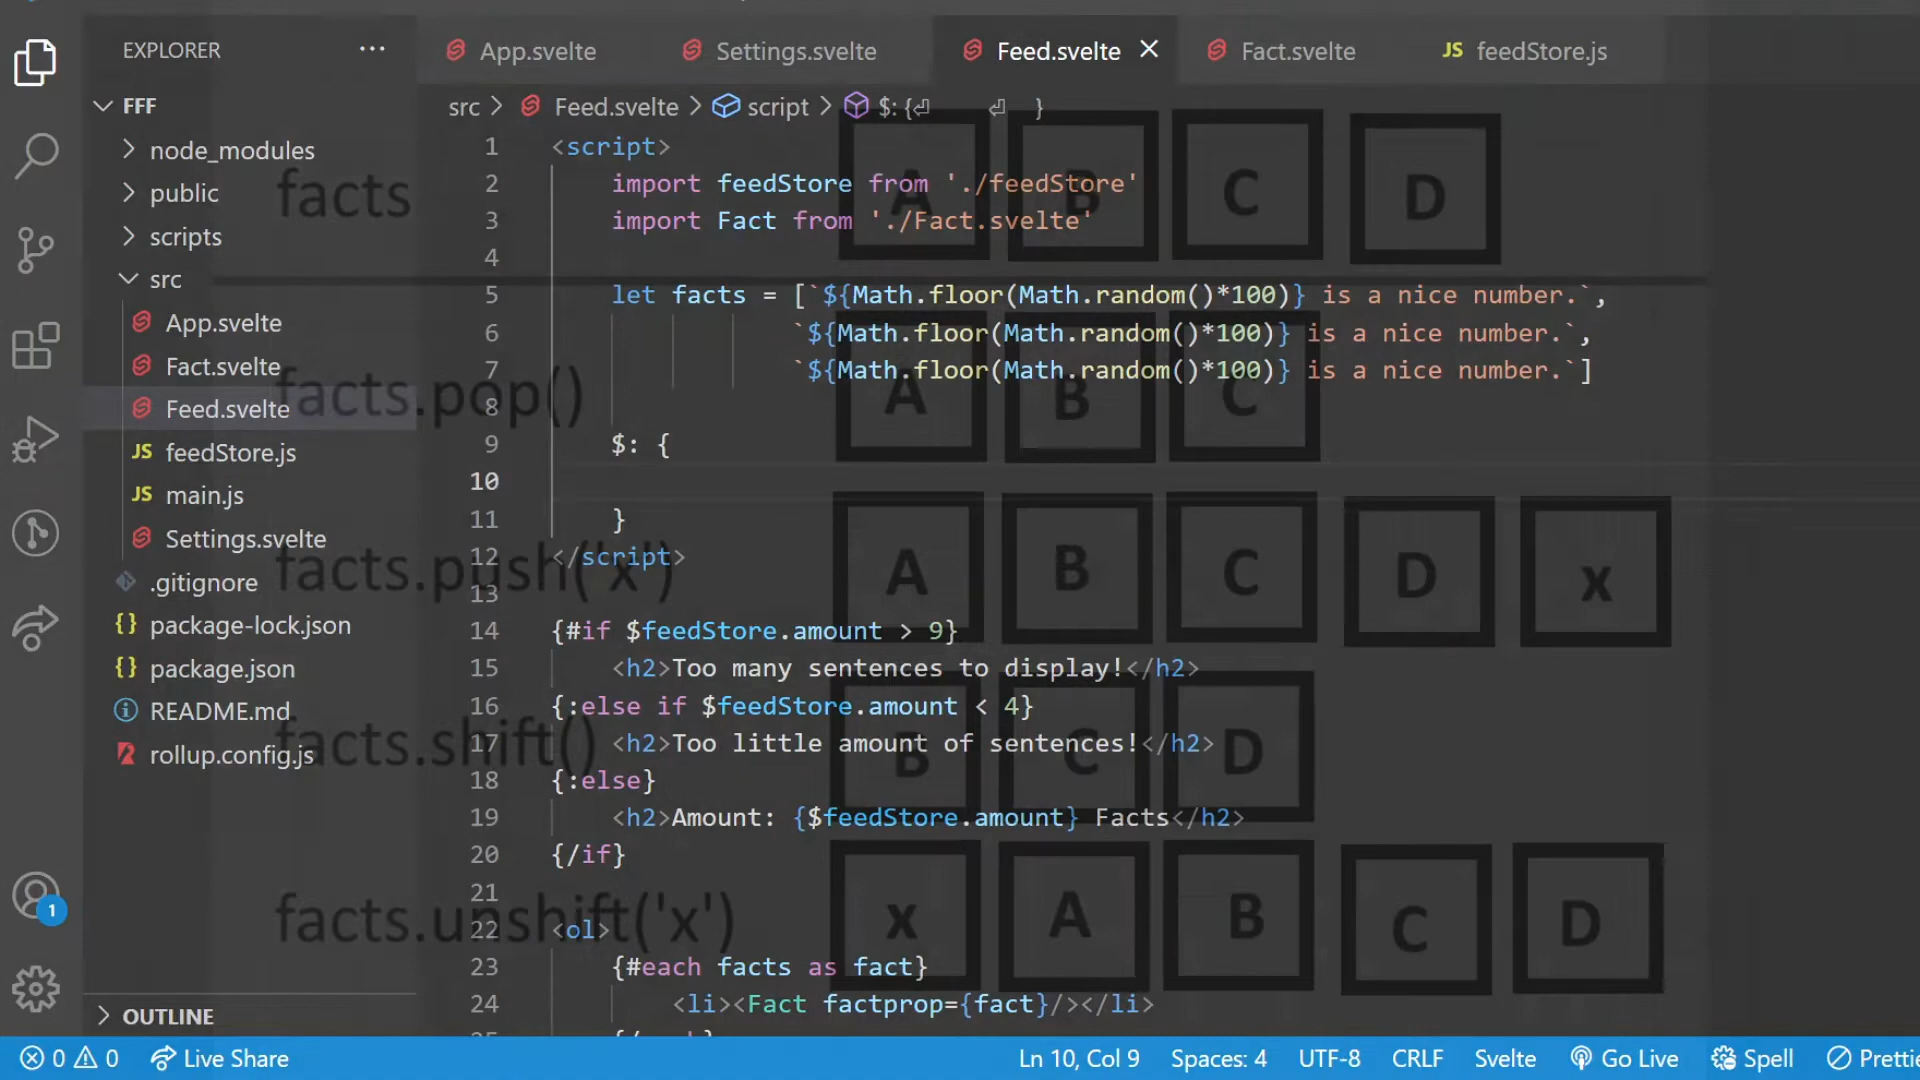 EXPLORER
···
App.svelte
Settings.svelte
Feed.svelte
Fact.svelte
JS feedStore.js
FFF
src > Feed.svelte > script > $: {⏎ ⏎ }
node_modules
public
scripts
src
App.svelte
Fact.svelte
Feed.svelte
JS feedStore.js
JS main.js
Settings.svelte
.gitignore
{} package-lock.json
{} package.json
README.md
rollup.config.js
OUTLINE
1 <script>
2 import feedStore from './feedStore'
3 import Fact from './Fact.svelte'
4
5 let facts = [`${Math.floor(Math.random()*100)} is a nice number.`,
6 `${Math.floor(Math.random()*100)} is a nice number.`,
7 `${Math.floor(Math.random()*100)} is a nice number.`]
8
9 $: {
10
11 }
12 </script>
13
14 {#if $feedStore.amount > 9}
15 <h2>Too many sentences to display!</h2>
16 {:else if $feedStore.amount < 4}
17 <h2>Too little amount of sentences!</h2>
18 {:else}
19 <h2>Amount: {$feedStore.amount} Facts</h2>
20 {/if}
21
22 <ol>
23 {#each facts as fact}
24 <li><Fact factprop={fact}/></li>
facts A B C D
facts.pop() A B C
facts.push('x') A B C D x
facts.shift() B C D
facts.unshift('x') x A B C D
1
0 0 Live Share Ln 10, Col 9 Spaces: 4 UTF-8 CRLF Svelte Go Live Spell